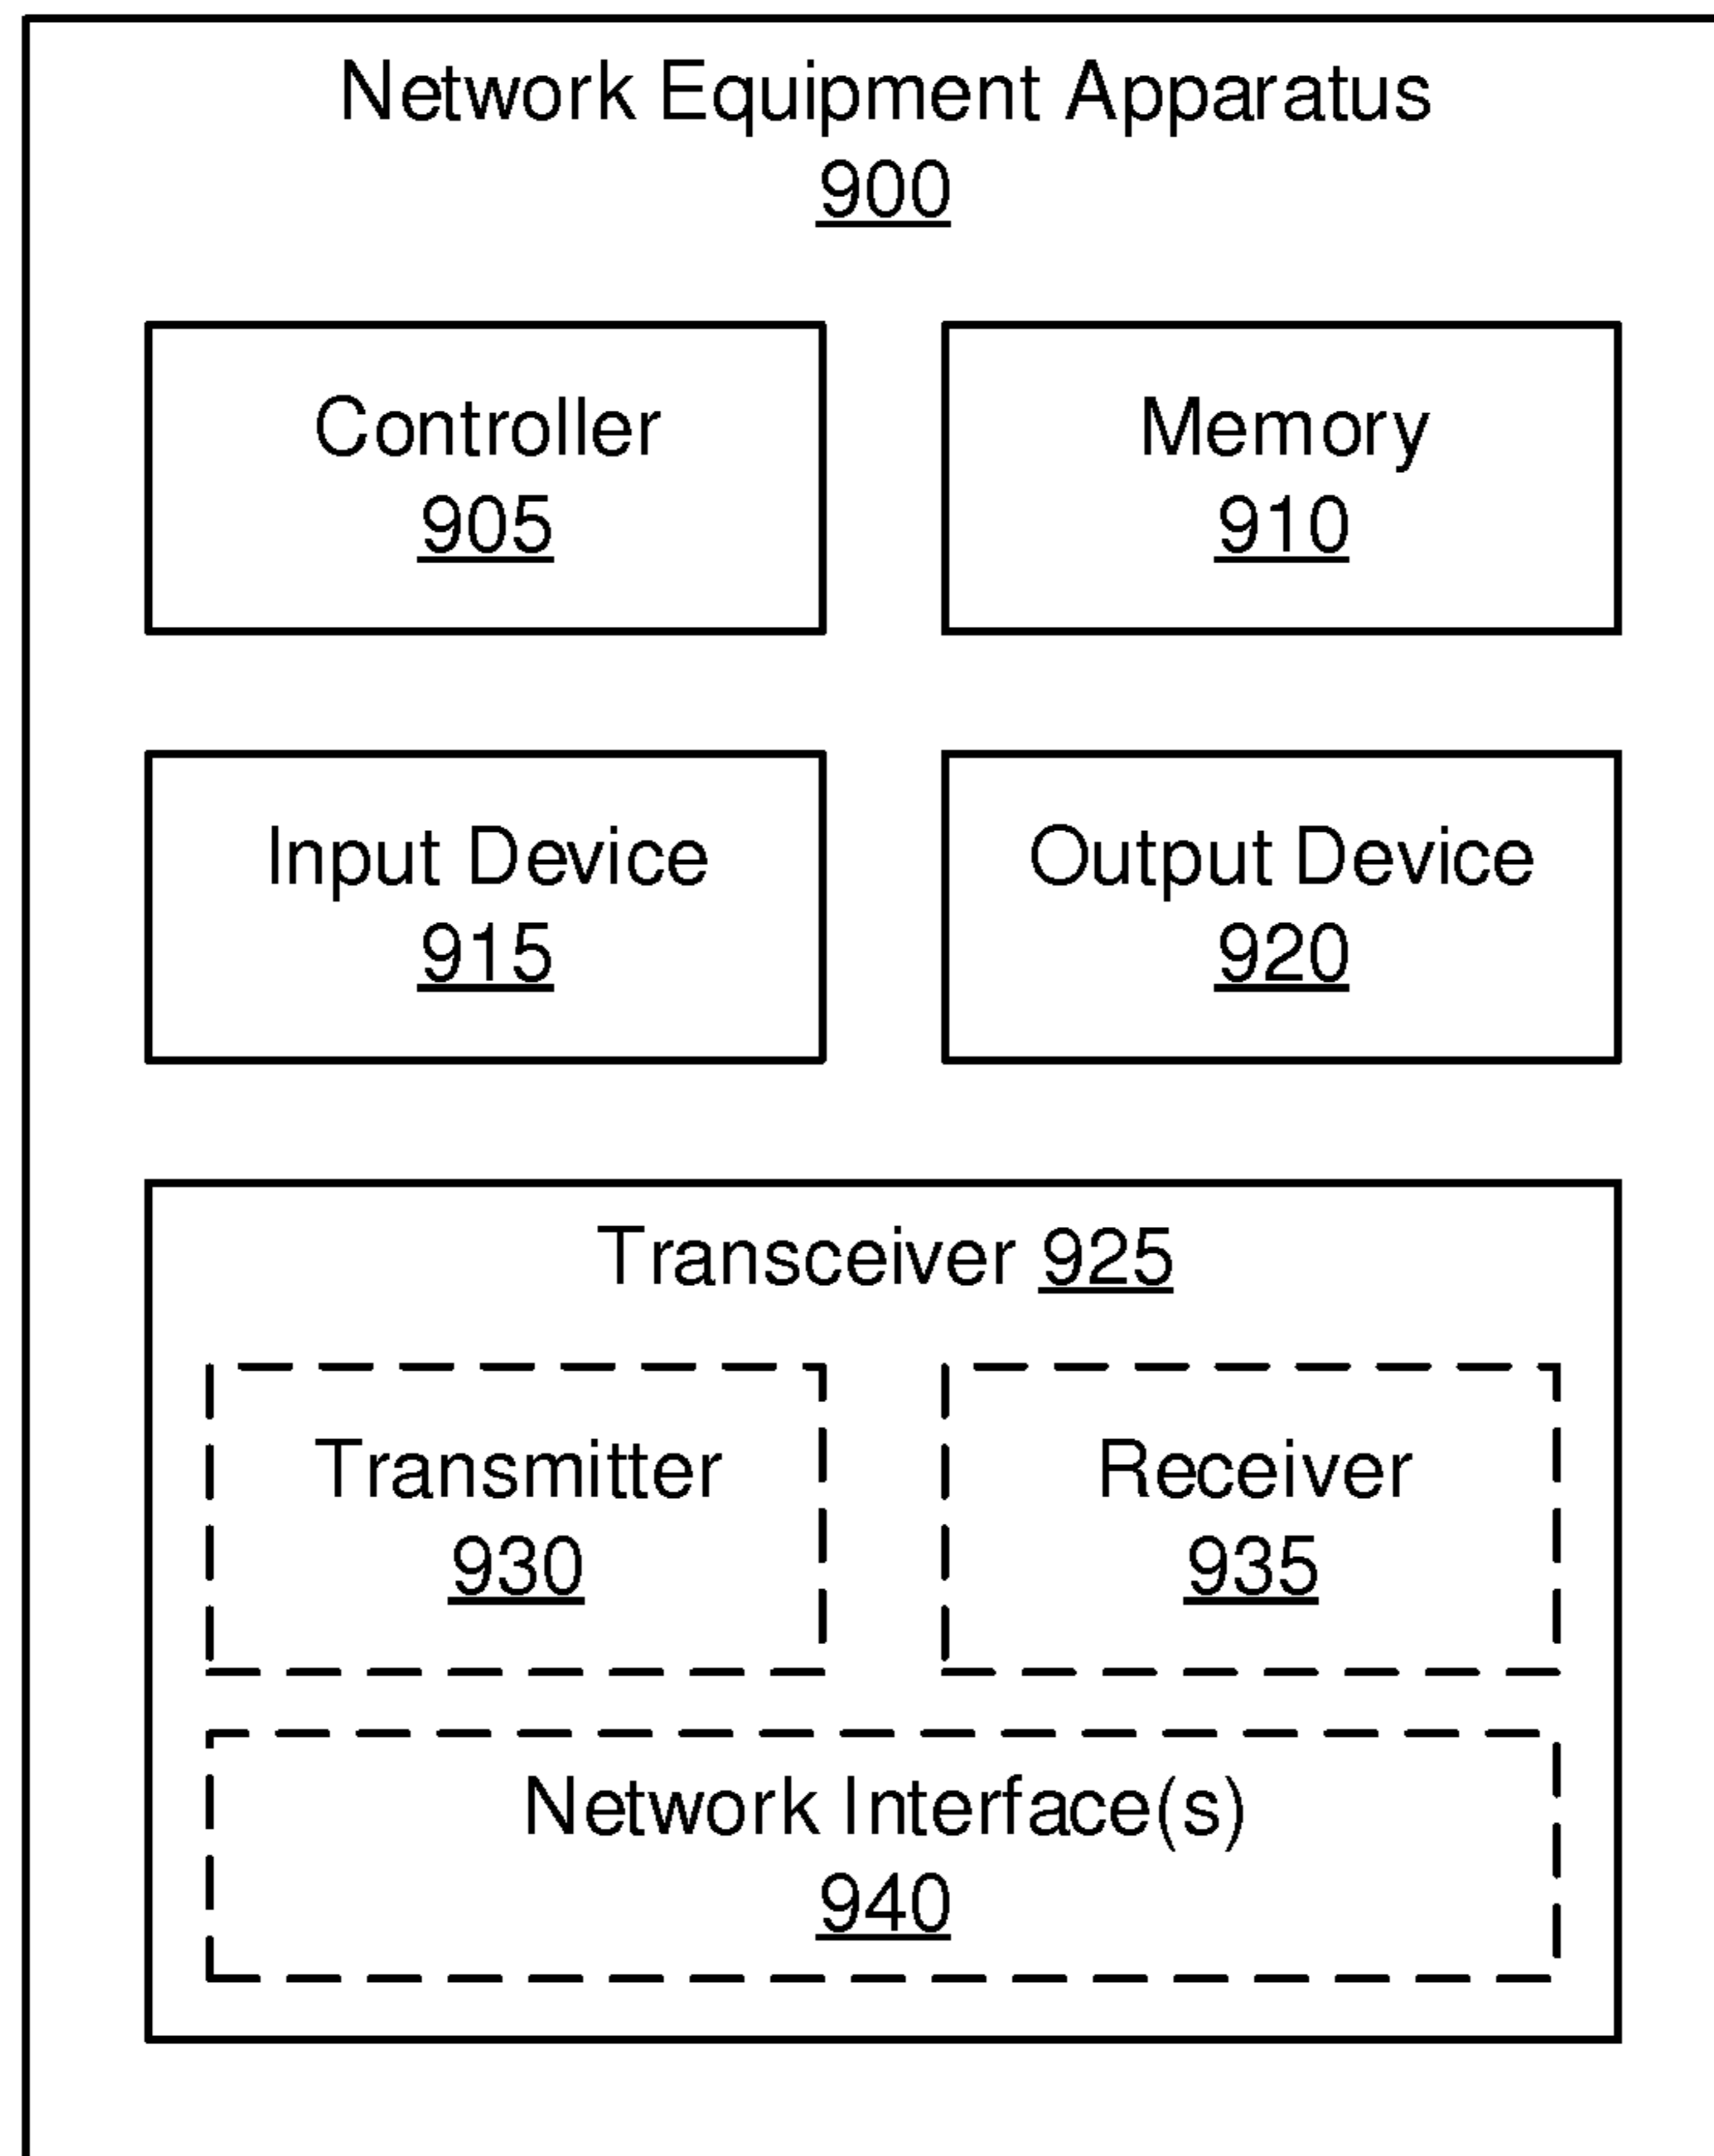 Network Equipment Apparatus
900
Controller
905
Memory
910
Input Device
915
Output Device
920
Transceiver 925
Transmitter
930
Receiver
935
Network Interface(s)
940